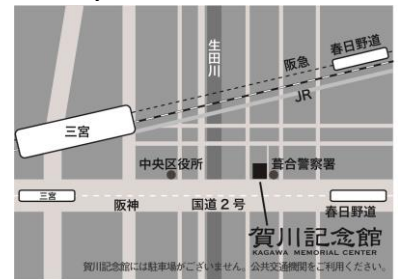 生田川
春日野道
阪急
JR
三宮
中央区役所
葺合警察署
三宮
阪神
国道2号
春日野道
賀川記念館
KAGAWA MEMORIAL CENTER
賀川記念館には駐車場がございません。公共交通機関をご利用ください。